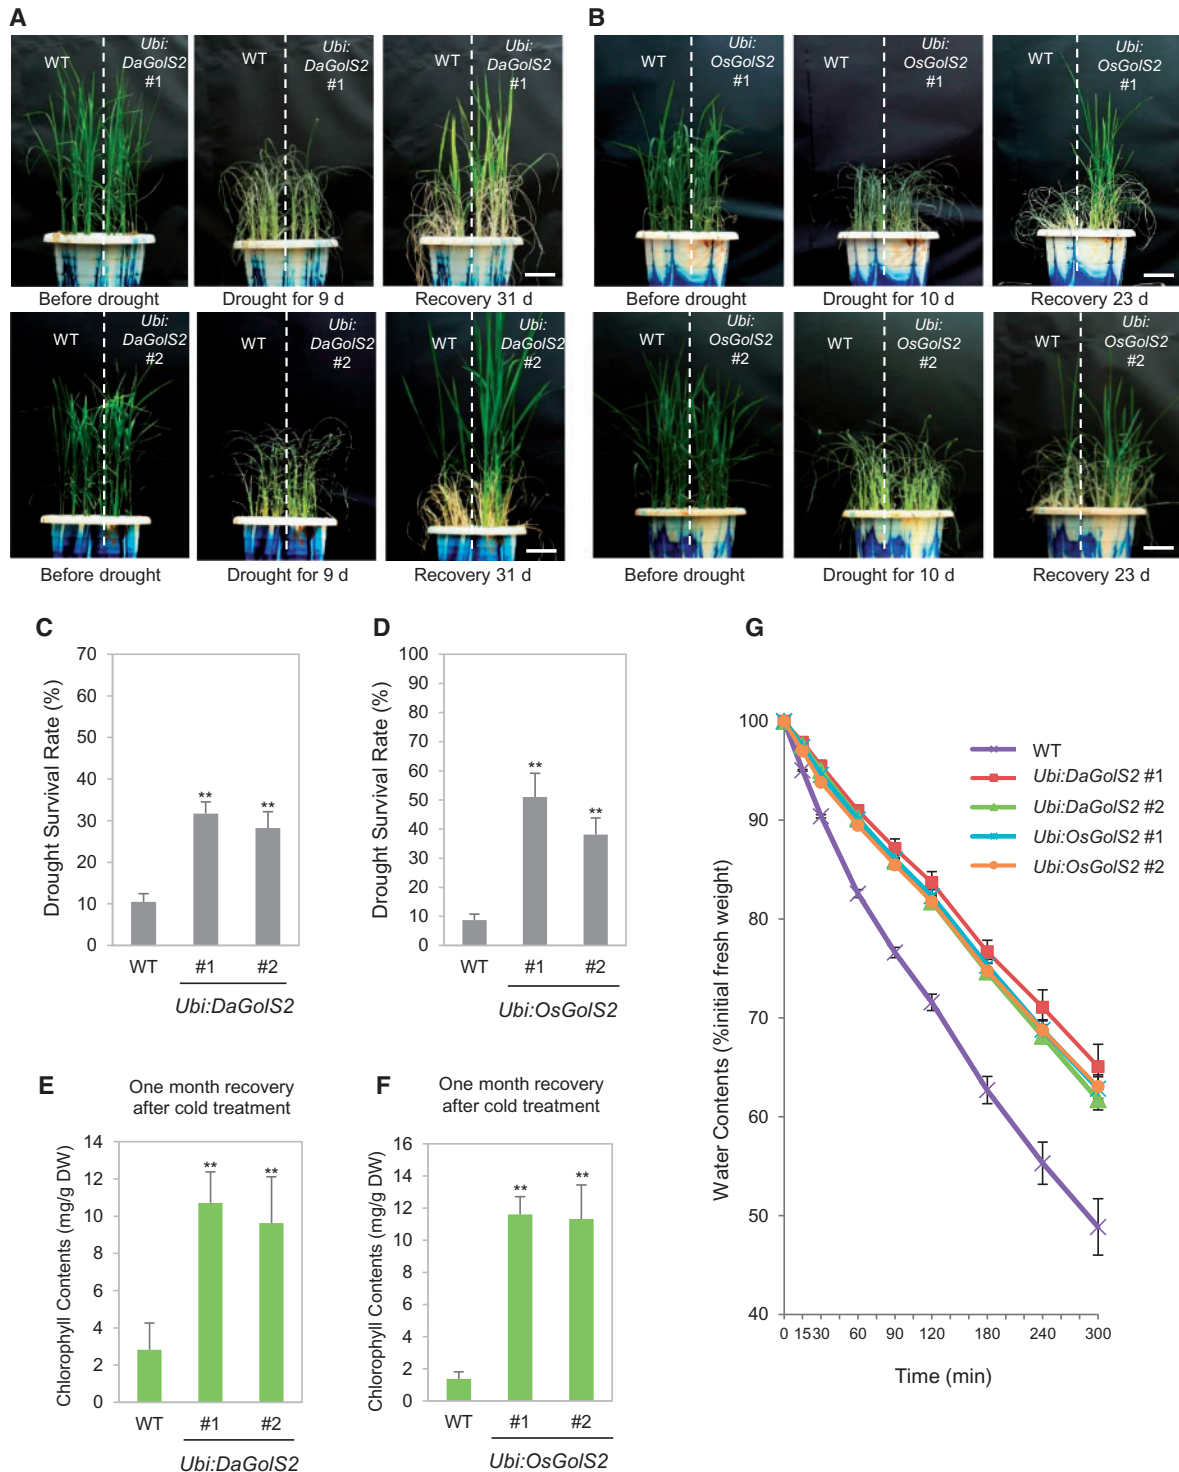 A
WT
Ubi:
DaGolS2
#1
WT
Ubi:
DaGolS2
#1
WT
Ubi:
DaGolS2
#1
Before drought
Drought for 9 d
Recovery 31 d
WT
Ubi:
DaGolS2
#2
WT
Ubi:
DaGolS2
#2
WT
Ubi:
DaGolS2
#2
Before drought
Drought for 9 d
Recovery 31 d
B
WT
Ubi:
OsGolS2
#1
WT
Ubi:
OsGolS2
#1
WT
Ubi:
OsGolS2
#1
Before drought
Drought for 10 d
Recovery 23 d
WT
Ubi:
OsGolS2
#2
WT
Ubi:
OsGolS2
#2
WT
Ubi:
OsGolS2
#2
Before drought
Drought for 10 d
Recovery 23 d
C
Drought Survival Rate (%)
70
60
50
40
30
20
10
0
**
**
WT
#1
#2
Ubi:DaGolS2
D
Drought Survival Rate (%)
100
90
80
70
60
50
40
30
20
10
0
**
**
WT
#1
#2
Ubi:OsGolS2
E
One month recovery
after cold treatment
Chlorophyll Contents (mg/g DW)
14
12
10
8
6
4
2
0
**
**
WT
#1
#2
Ubi:DaGolS2
F
One month recovery
after cold treatment
Chlorophyll Contents (mg/g DW)
16
14
12
10
8
6
4
2
0
**
**
WT
#1
#2
Ubi:OsGolS2
G
Water Contents (%initial fresh weight)
100
90
80
70
60
40
WT
Ubi:DaGolS2 #1
Ubi:DaGolS2 #2
Ubi:OsGolS2 #1
Ubi:OsGolS2 #2
0 15 30 60 90 120 180 240 300
Time (min)